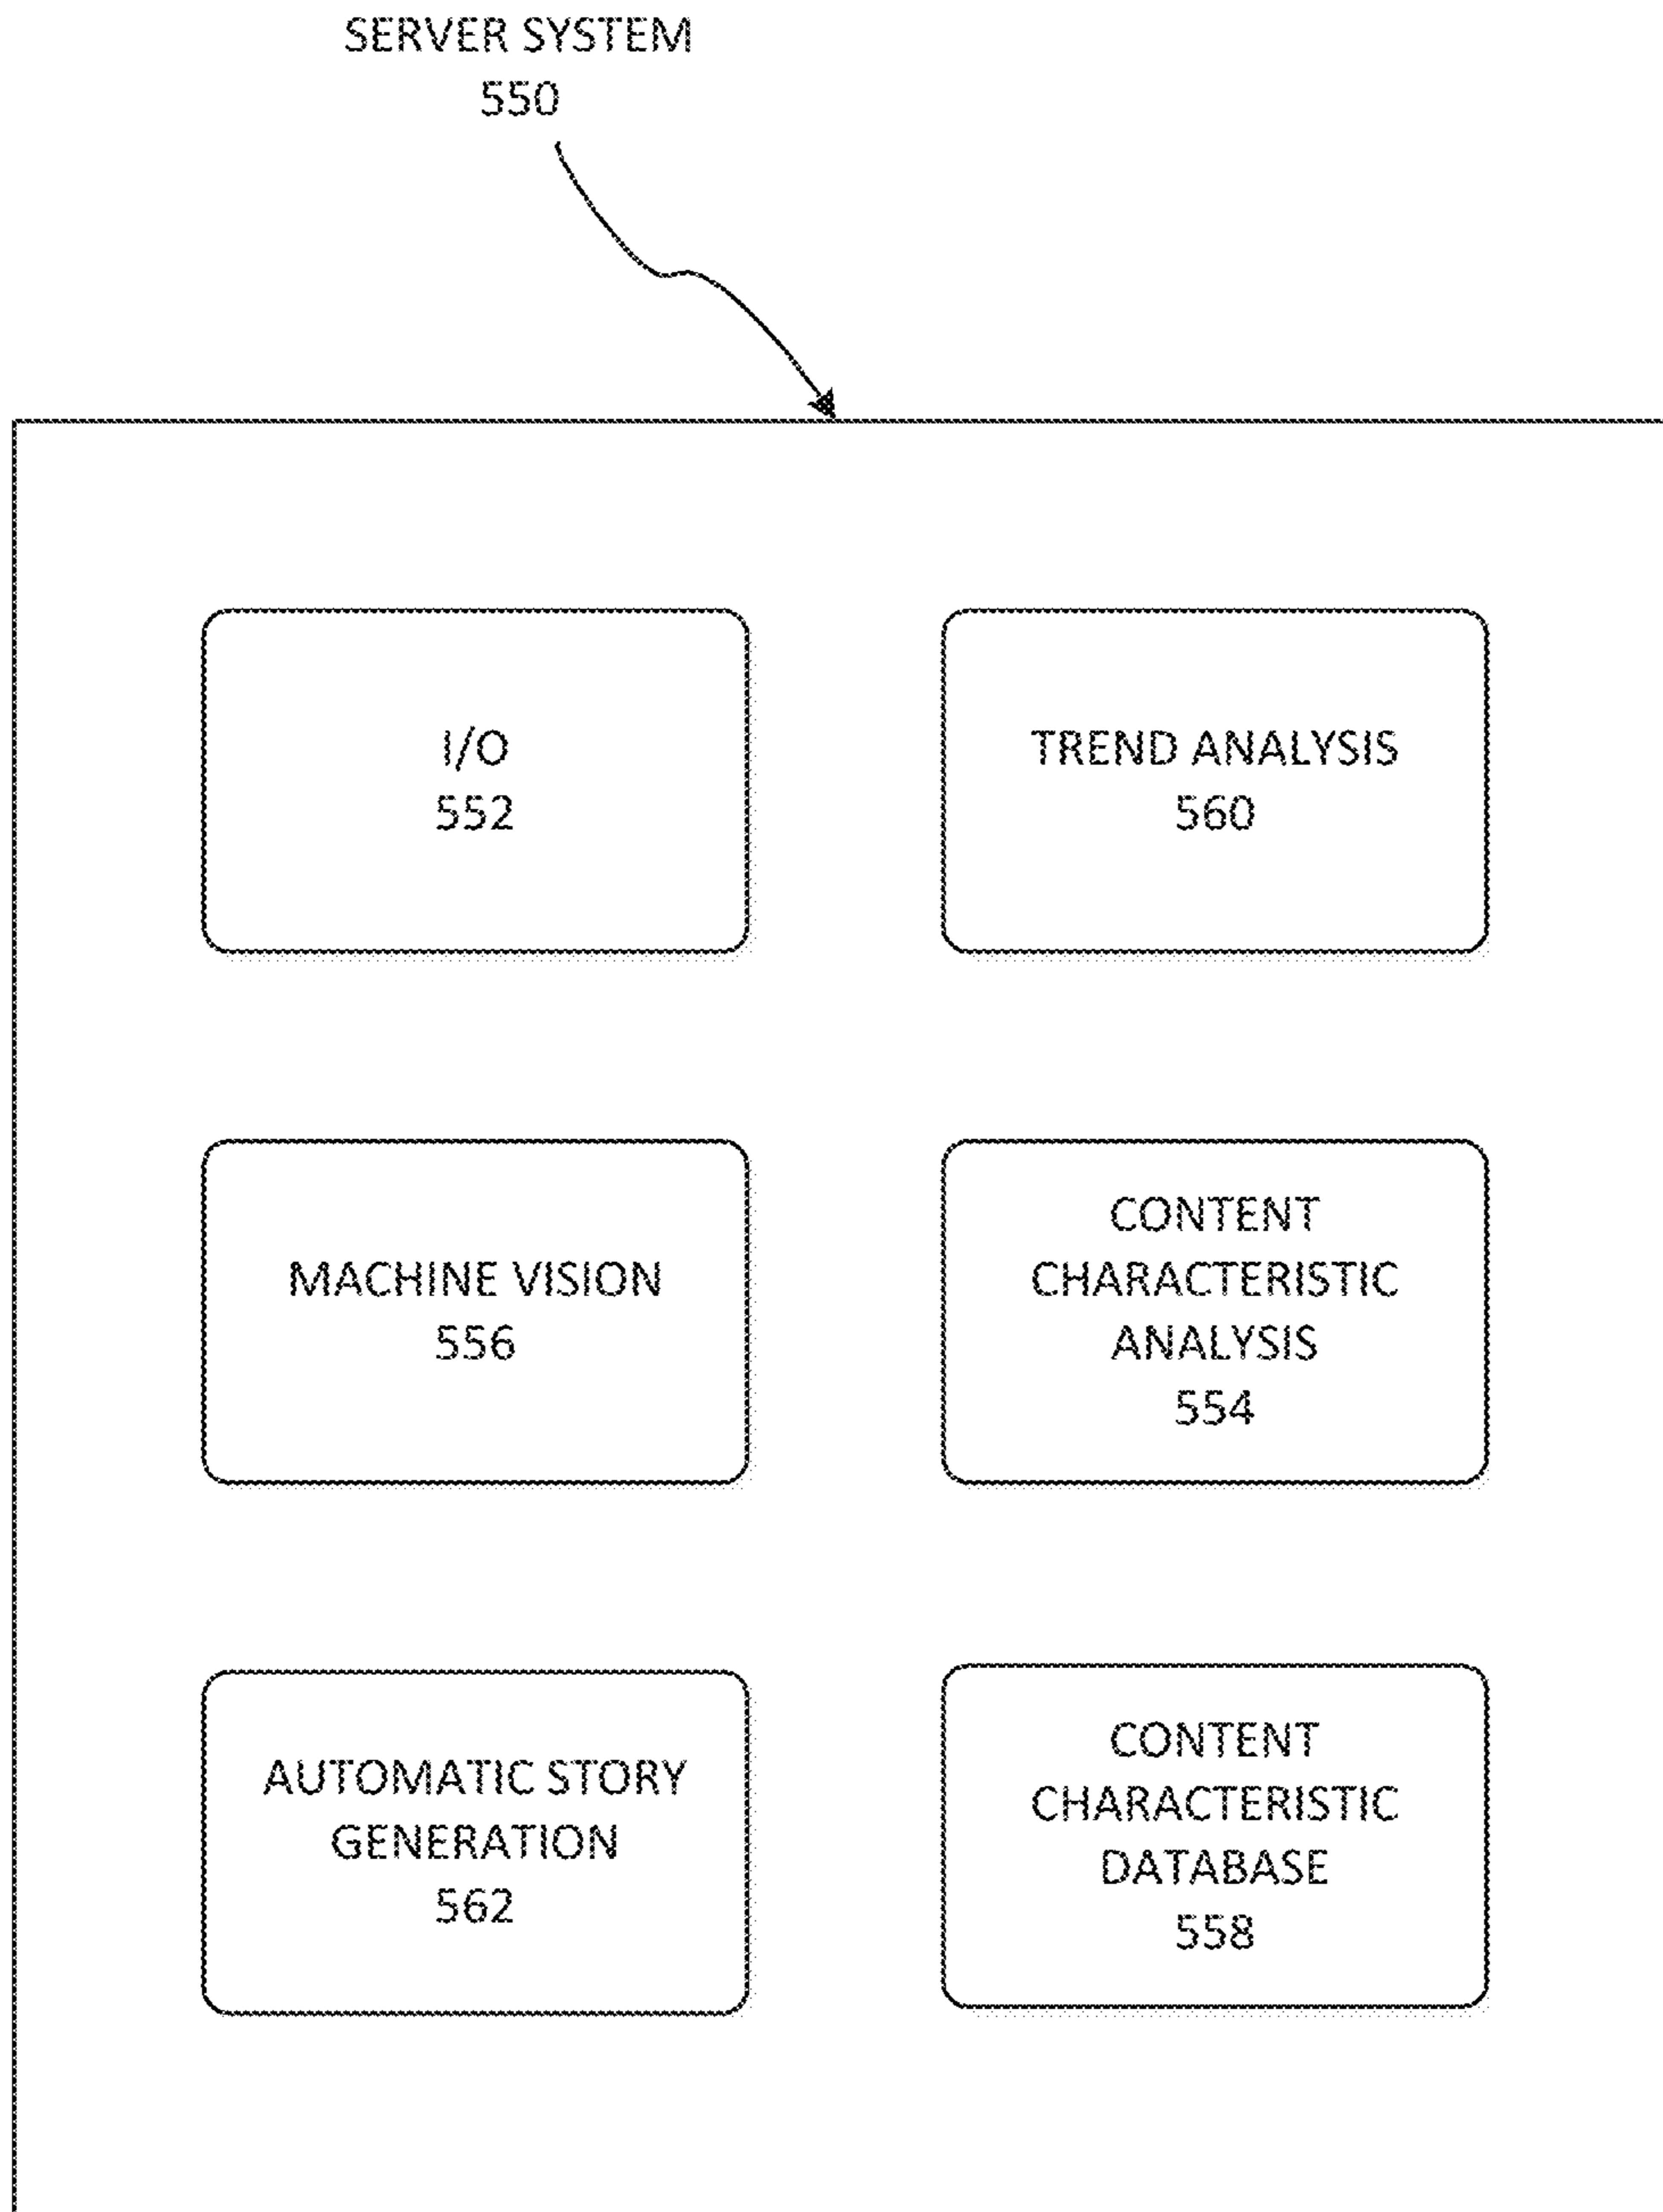 SERVER SYSTEM
550
I/O
552
TREND ANALYSIS
560
MACHINE VISION
556
CONTENT
CHARACTERISTIC
ANALYSIS
554
AUTOMATIC STORY
GENERATION
562
CONTENT
CHARACTERISTIC
DATABASE
558